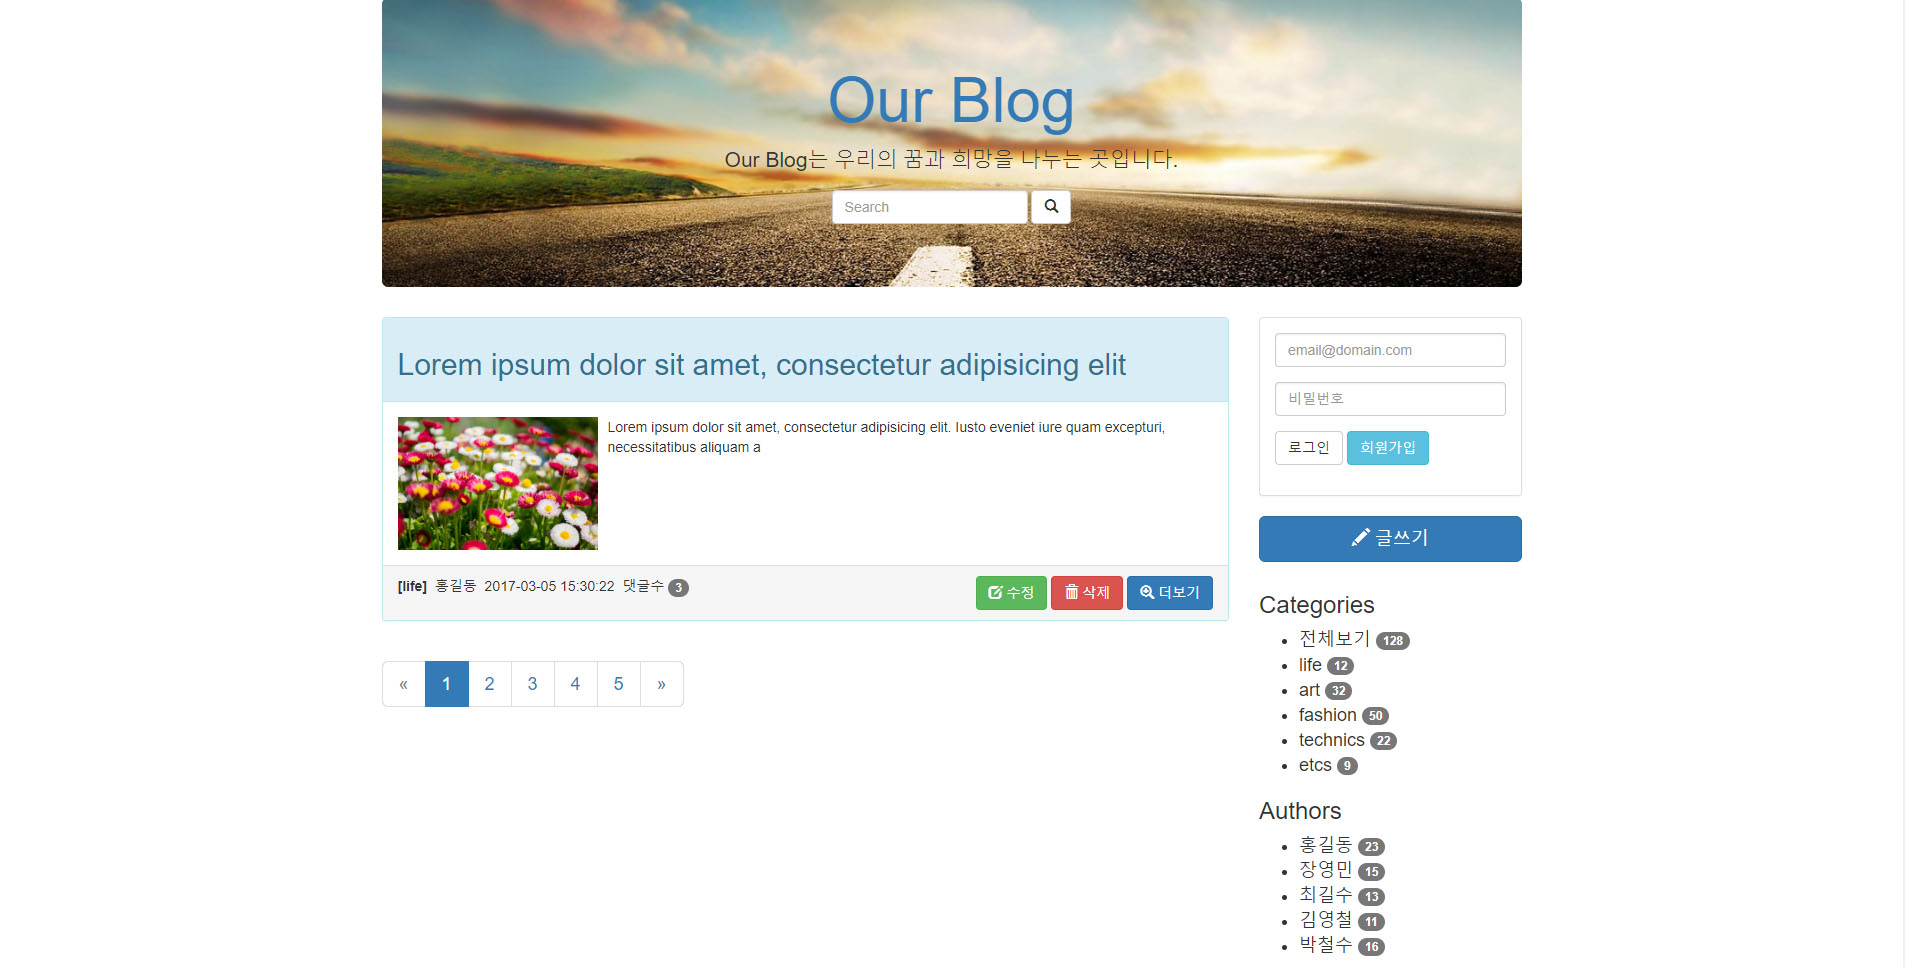 Our Blog
Our Blog는 우리의 꿈과 희망을 나누는 곳입니다.
Search
Lorem ipsum dolor sit amet, consectetur adipisicing elit
Lorem ipsum dolor sit amet, consectetur adipisicing elit. Iusto eveniet iure quam excepturi,
necessitatibus aliquam a
[life] 홍길동 2017-03-05 15:30:22 댓글수 3
수정 삭제 더보기
« 1 2 3 4 5 »
email@domain.com
비밀번호
로그인 회원가입
글쓰기
Categories
전체보기 128
life 12
art 32
fashion 50
technics 22
etcs 9
Authors
홍길동 23
장영민 15
최길수 13
김영철 11
박철수 16